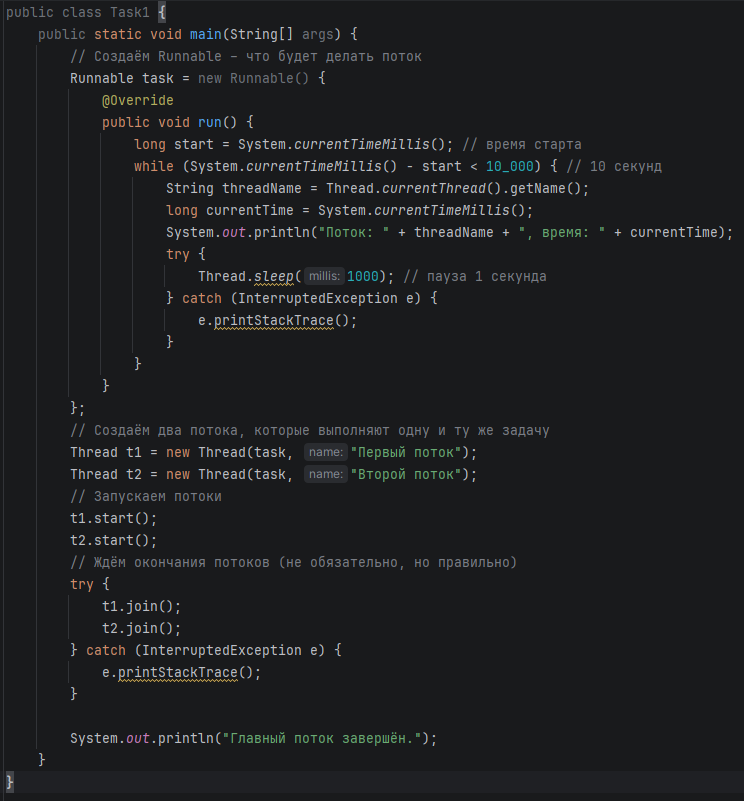 public class Task1 {
    public static void main(String[] args) {
        // Создаём Runnable – что будет делать поток
        Runnable task = new Runnable() {
            @Override
            public void run() {
                long start = System.currentTimeMillis(); // время старта
                while (System.currentTimeMillis() - start < 10_000) { // 10 секунд
                    String threadName = Thread.currentThread().getName();
                    long currentTime = System.currentTimeMillis();
                    System.out.println("Поток: " + threadName + ", время: " + currentTime);
                    try {
                        Thread.sleep( millis: 1000); // пауза 1 секунда
                    } catch (InterruptedException e) {
                        e.printStackTrace();
                    }
                }
            }
        };
        // Создаём два потока, которые выполняют одну и ту же задачу
        Thread t1 = new Thread(task, name: "Первый поток");
        Thread t2 = new Thread(task, name: "Второй поток");
        // Запускаем потоки
        t1.start();
        t2.start();
        // Ждём окончания потоков (не обязательно, но правильно)
        try {
            t1.join();
            t2.join();
        } catch (InterruptedException e) {
            e.printStackTrace();
        }

        System.out.println("Главный поток завершён.");
    }
}